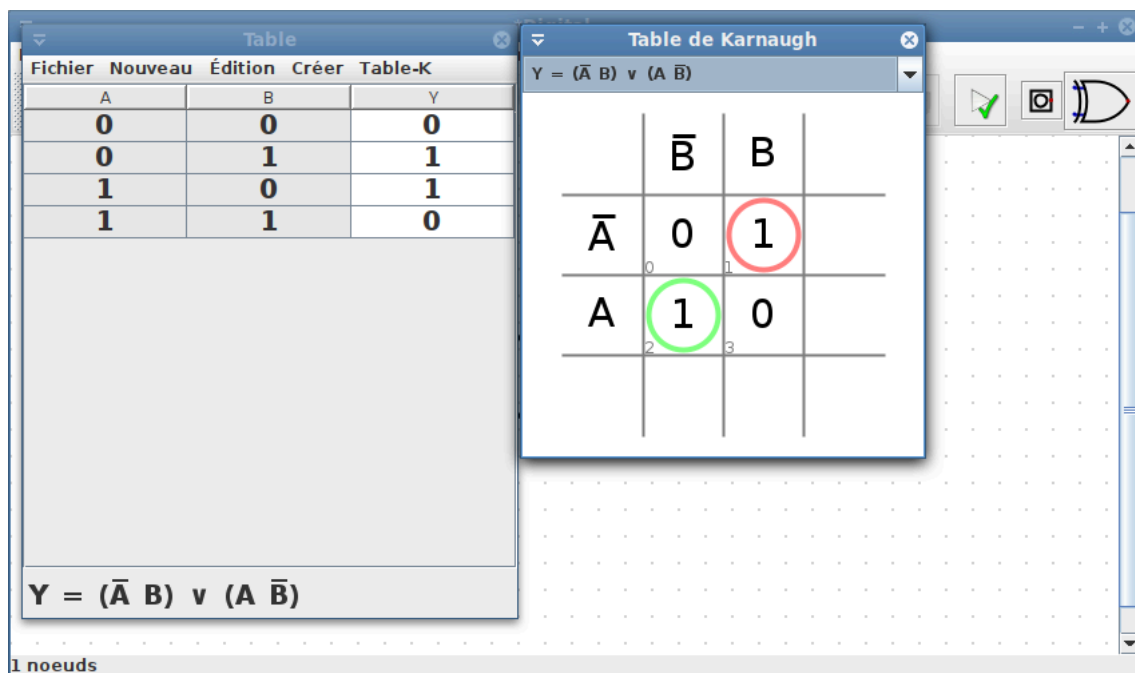 Table
Fichier Nouveau Édition Créer Table-K
A B Y
0 0 0
0 1 1
1 0 1
1 1 0
Y = (A̅ B) ∨ (A B̅)
Table de Karnaugh
Y = (A̅ B) ∨ (A B̅)
B̅ B
A̅ 0 1
0 1
A 1 0
2 3
1 noeuds